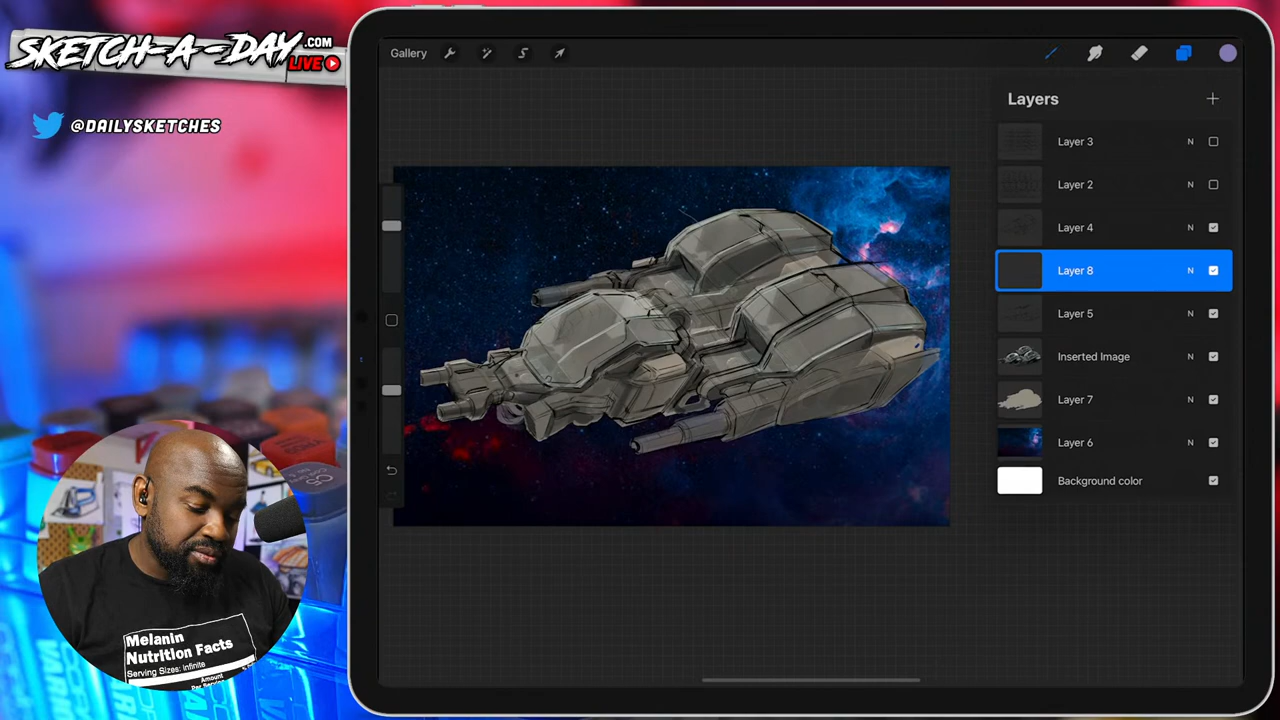 SKETCH-A-DAY.COM
LIVE
@DAILYSKETCHES
Gallery
Layers
Layer 3 N
Layer 2 N
Layer 4 N
Layer 8 N
Layer 5 N
Inserted Image N
Layer 7 N
Layer 6 N
Background color
Melanin
Nutrition Facts
Serving Sizes: Infinite
Amount